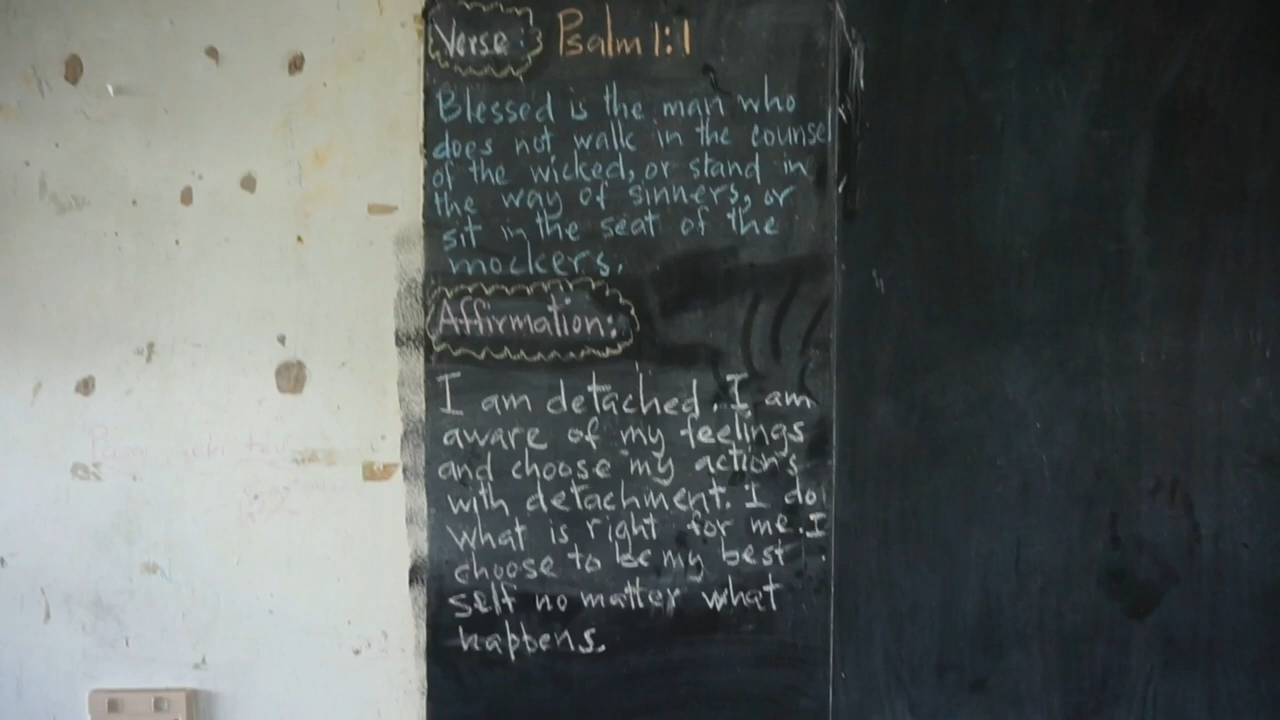 Verse: Psalm 1:1
Blessed is the man who
does not walk in the counsel
of the wicked, or stand in
the way of sinners, or
sit in the seat of the
mockers.
Affirmation:
I am detached. I am
aware of my feelings
and choose my actions
with detachment. I do
what is right for me. I
choose to be my best
self no matter what
happens.